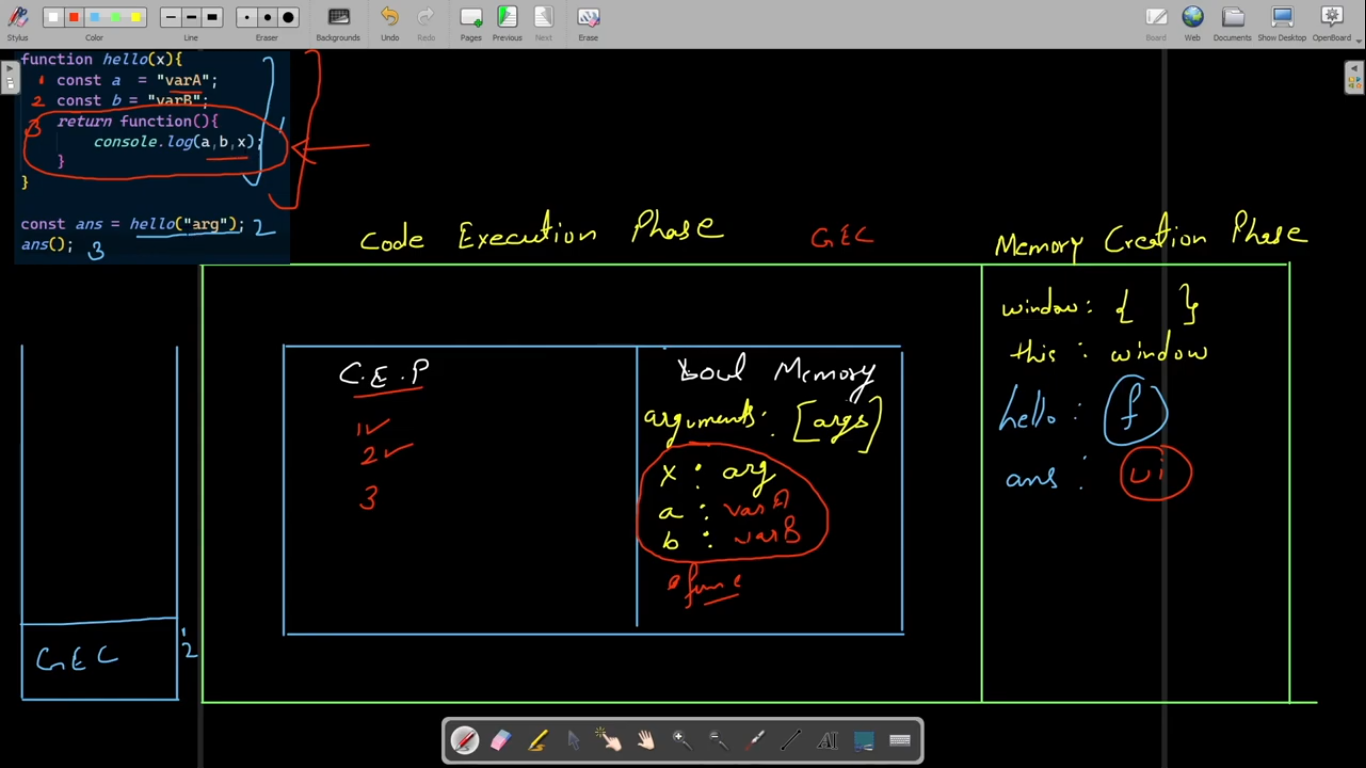 Stylus
Color
Line
Eraser
Backgrounds
Undo
Redo
Pages
Previous
Next
Erase
Board
Web
Documents
Show Desktop
OpenBoard
function hello(x){
1 const a = "varA";
2 const b = "varB";
3 return function(){
console.log(a,b,x);
}
}
const ans = hello("arg"); 2
ans(); 3
Code Execution Phase
GEC
Memory Creation Phase
window: { }
this: window
hello: f
ans: ui
C.E.P
1
2
3
Memory
arguments: [args]
x: arg
a: varA
b: varB
func
GEC
1
2